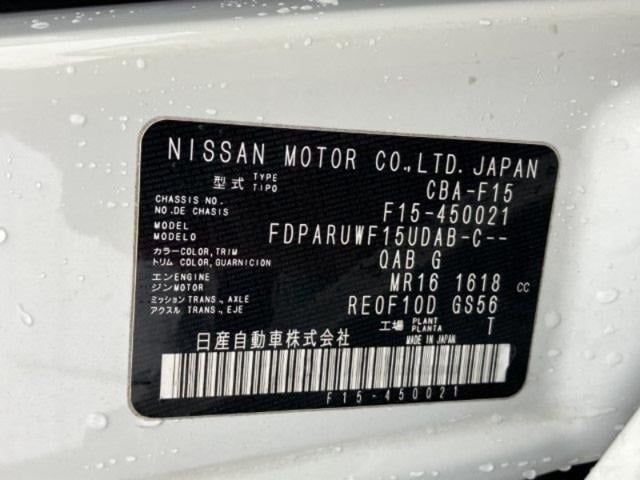 NISSAN MOTOR CO.,LTD. JAPAN
型式 TYPE TIPO CBA-F15
CHASSIS NO. NO.DE CHASIS F15-450021
MODEL MODELO FDPARUWF15UDAB-C--
カラー COLOR, TRIM トリム COLOR, GUARNICION QAB G
エンジン ENGINE MOTOR MR16 1618 cc
ミッション TRANS., AXLE アクスル TRANS., EJE RE0F10D GS56
工場 PLANT PLANTA T
日産自動車株式会社 MADE IN JAPAN
F15-450021